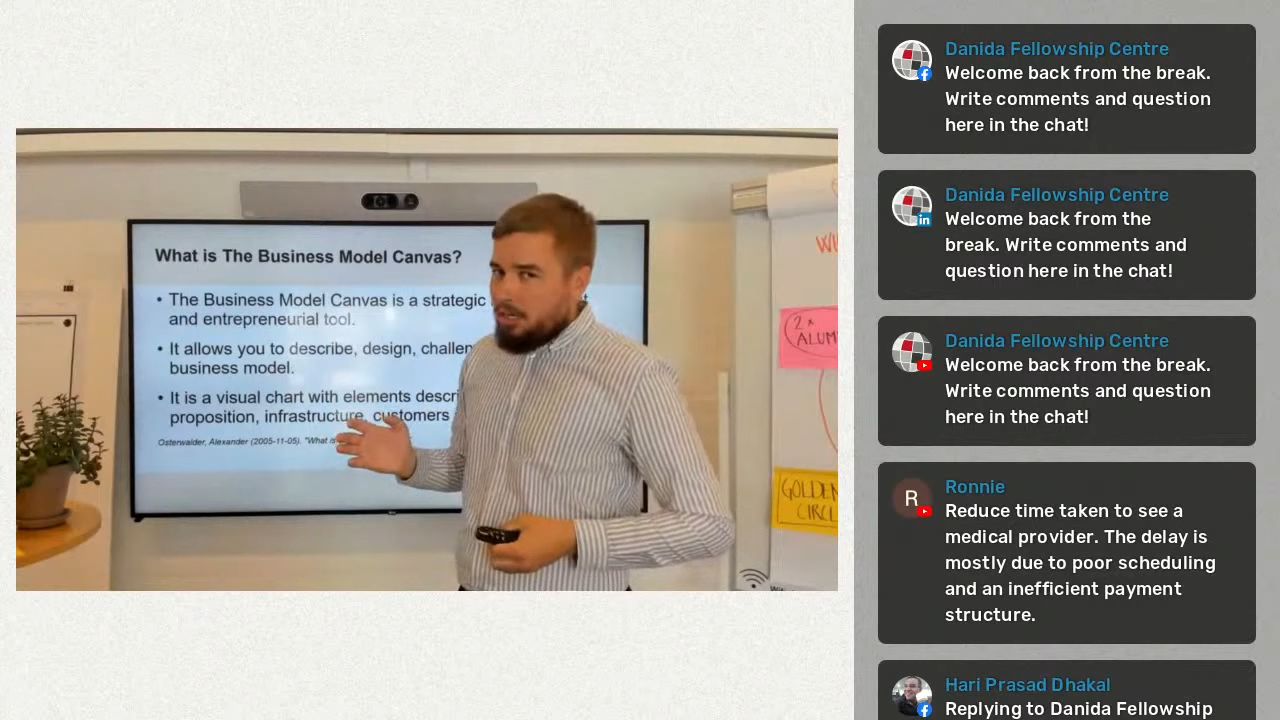 What is The Business Model Canvas?
• The Business Model Canvas is a strategic
and entrepreneurial tool.
• It allows you to describe, design,
business model.
• It is a visual chart with elements
proposition, infrastructure, customers
Osterwalder, Alexander (2005-11-05). "What
2x
GOLDEN
Danida Fellowship Centre
Welcome back from the break.
Write comments and question
here in the chat!
Danida Fellowship Centre
Welcome back from the
break. Write comments and
question here in the chat!
Danida Fellowship Centre
Welcome back from the break.
Write comments and question
here in the chat!
R
Ronnie
Reduce time taken to see a
medical provider. The delay is
mostly due to poor scheduling
and an inefficient payment
structure.
Hari Prasad Dhakal
Replying to Danida Fellowship